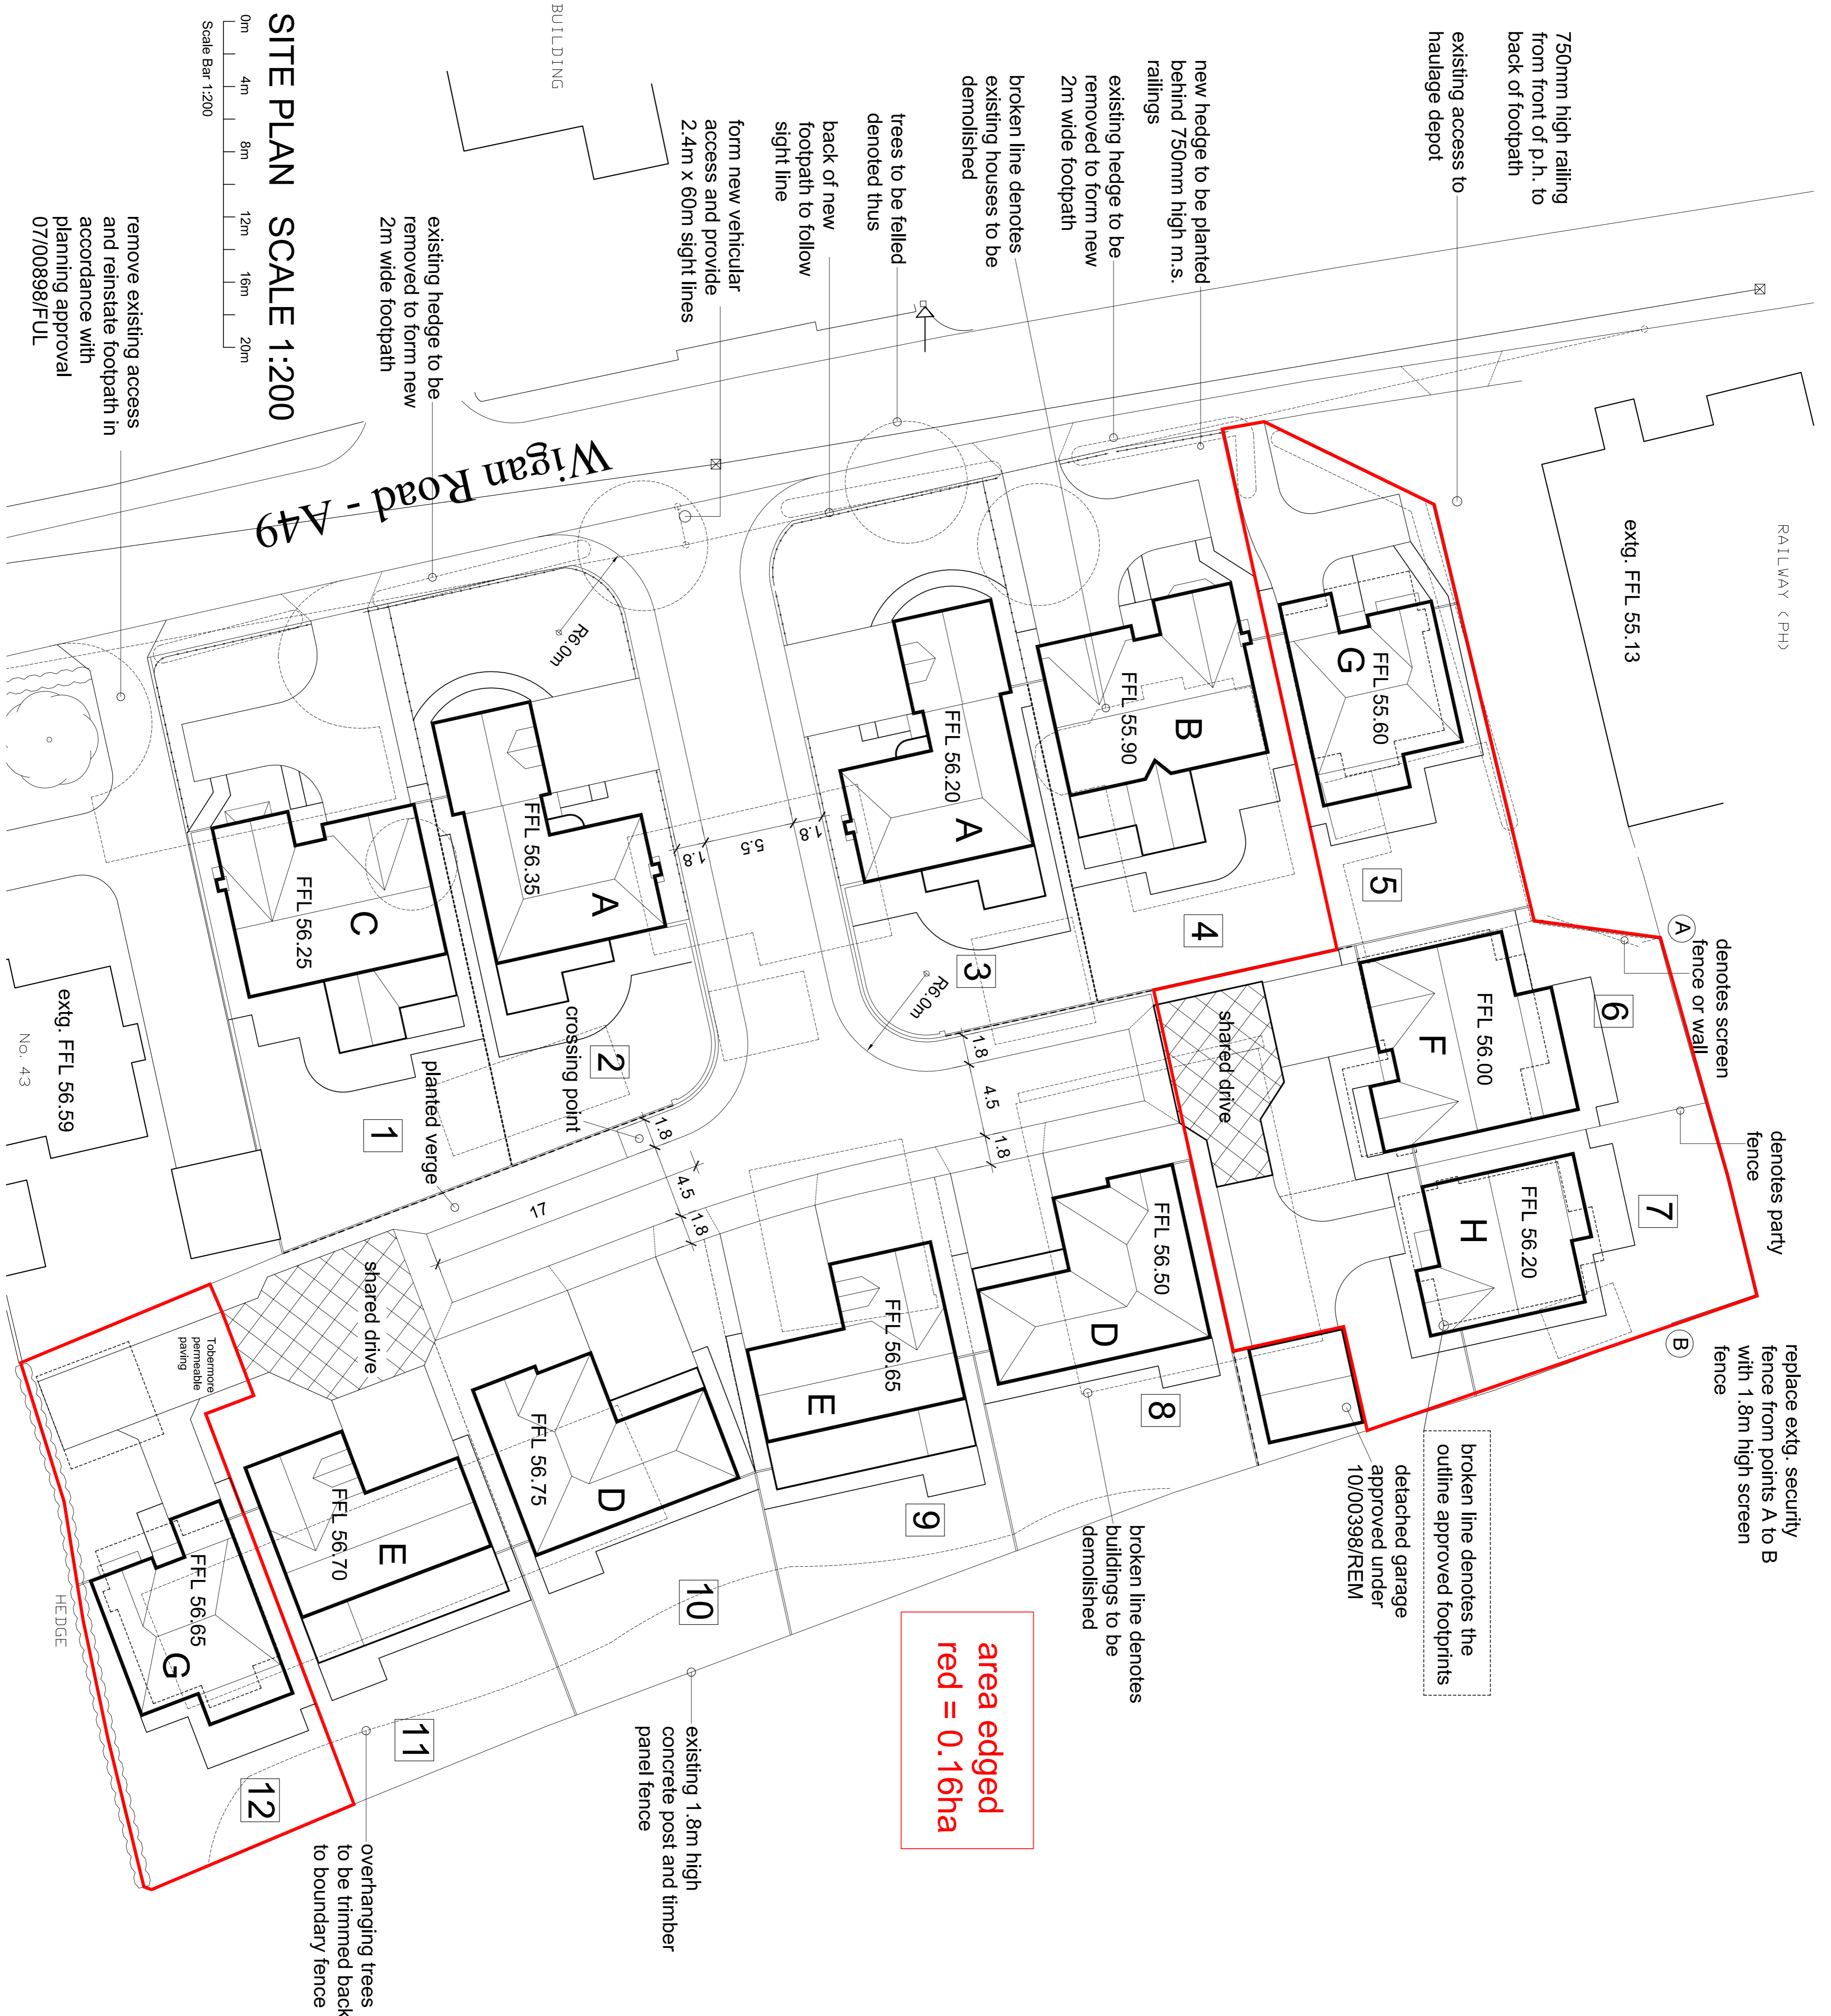 750mm high railing
from front of p.h. to
back of footpath
existing access to
haulage depot
new hedge to be planted
behind 750mm high m.s.
railings
existing hedge to be
removed to form new
2m wide footpath
broken line denotes
existing houses to be
demolished
trees to be felled
denoted thus
back of new
footpath to follow
sight line
form new vehicular
access and provide
2.4m x 60m sight lines
BUILDING
existing hedge to be
removed to form new
2m wide footpath
SITE PLAN SCALE 1:200
0m 4m 8m 12m 16m 20m
Scale Bar 1:200
remove existing access
and reinstate footpath in
accordance with
planning approval
07/00898/FUL
Wigan Road - A49
RAILWAY (PH)
extg. FFL 55.13
G
FFL 55.60
5
B
FFL 55.90
4
A
FFL 56.20
3
R6.0m
R6.0m
A
FFL 56.35
2
C
FFL 56.25
1
1.8
5.5
1.8
crossing point
planted verge
extg. FFL 56.59
No. 43
1.8
4.5
1.8
1.8
4.5
1.8
17
shared drive
shared drive
Tobermore
permeable
paving
A
denotes screen
fence or wall
6
FFL 56.00
F
denotes party
fence
7
FFL 56.20
H
B
replace extg. security
fence from points A to B
with 1.8m high screen
fence
broken line denotes the
outline approved footprints
detached garage
approved under
10/00398/REM
FFL 56.50
D
8
FFL 56.65
E
9
broken line denotes
buildings to be
demolished
FFL 56.75
D
10
FFL 56.70
E
11
FFL 56.65
G
12
HEDGE
area edged
red = 0.16ha
existing 1.8m high
concrete post and timber
panel fence
overhanging trees
to be trimmed back
to boundary fence